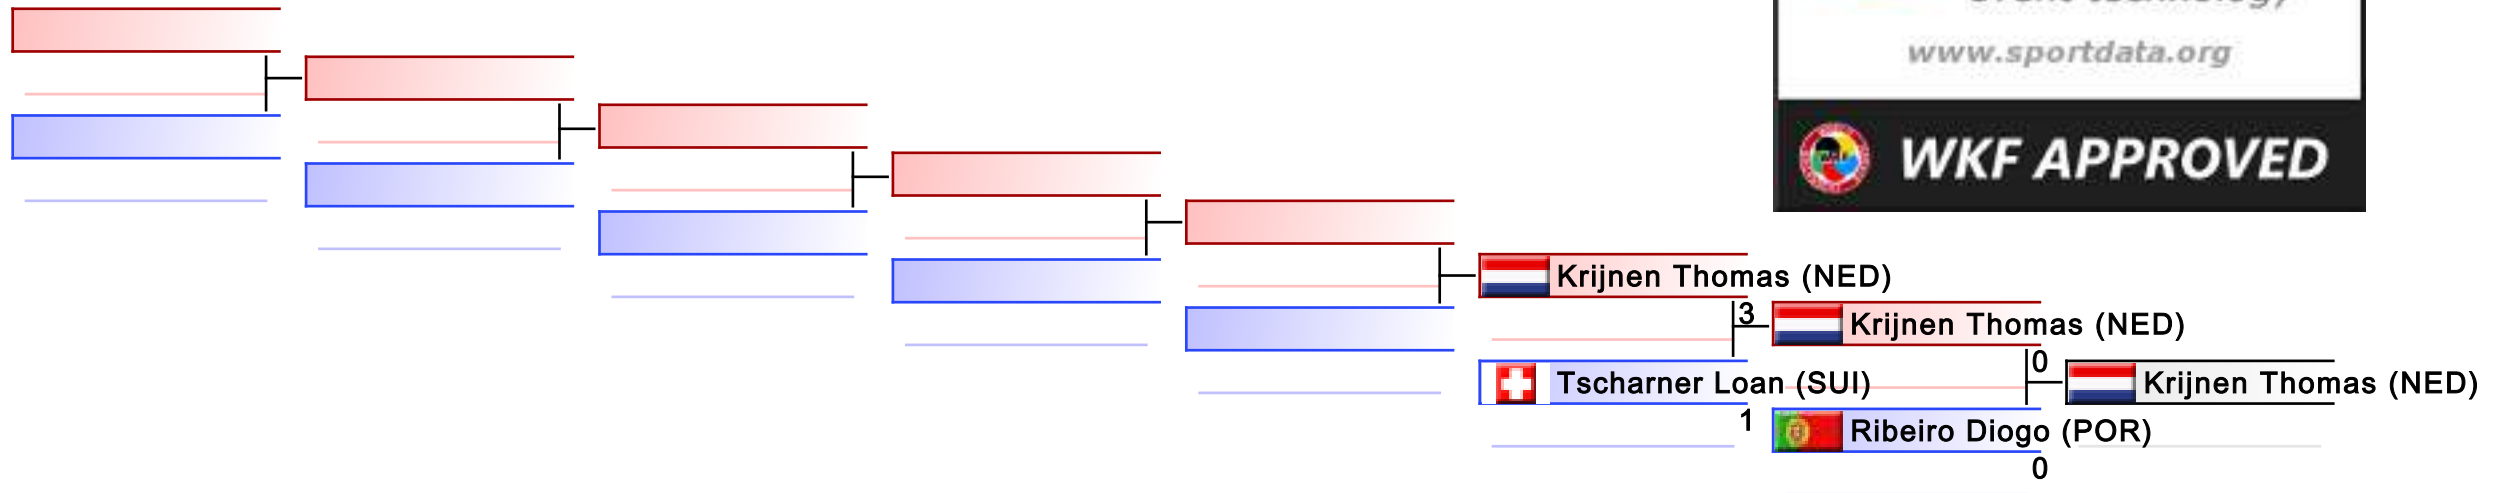 www.sportdata.org
WKF APPROVED
Krijnen Thomas (NED)
3
Krijnen Thomas (NED)
Tscharner Loan (SUI)
1
0
Krijnen Thomas (NED)
Ribeiro Diogo (POR)
0